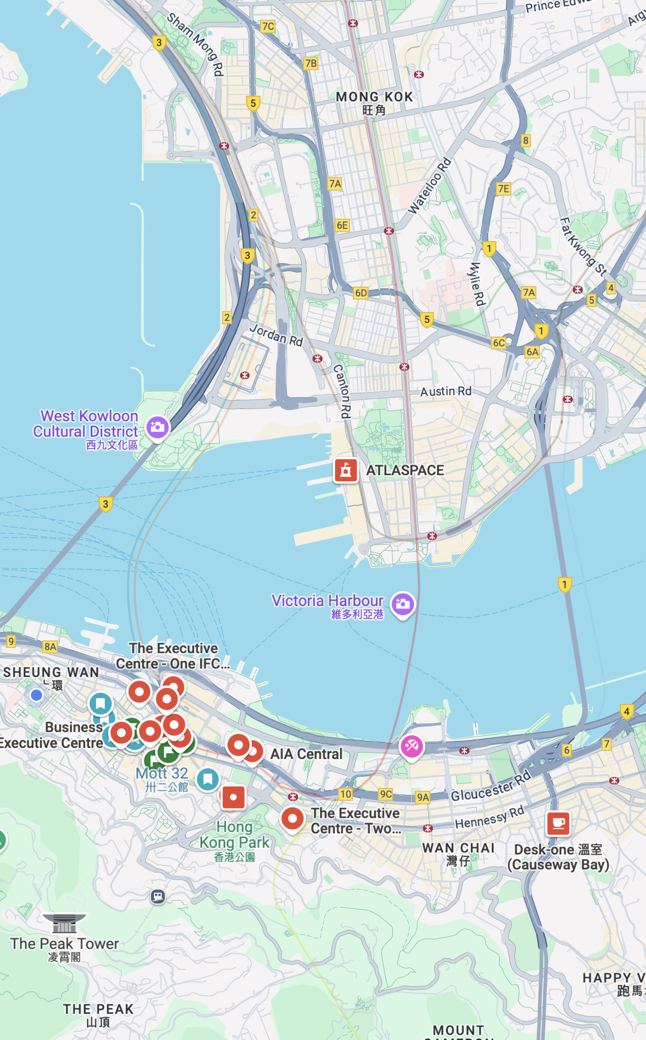 Prince Edw
Sham Mong Rd
7C
3
Argy
7B
MONG KOK
旺角
5
8
7A
Waterloo Rd
7E
2
6E
Fat Kwong St
3
1
Wylie Rd
6D
7A
4
5
2
5
1
Jordan Rd
6C
6A
Canton Rd
Austin Rd
West Kowloon
Cultural District
西九文化區
ATLASPACE
3
1
Victoria Harbour
維多利亞港
9
8A
The Executive
Centre - One IFC...
SHEUNG WAN
上環
4
Business
Executive Centre
AIA Central
6
7
Mott 32
卅二公館
10
9C
9A
Gloucester Rd
Hennessy Rd
The Executive
Centre - Two...
Hong
Kong Park
香港公園
WAN CHAI
灣仔
Desk-one 溫室
(Causeway Bay)
The Peak Tower
凌霄閣
HAPPY V
跑馬
THE PEAK
山頂
MOUNT
CAMERON